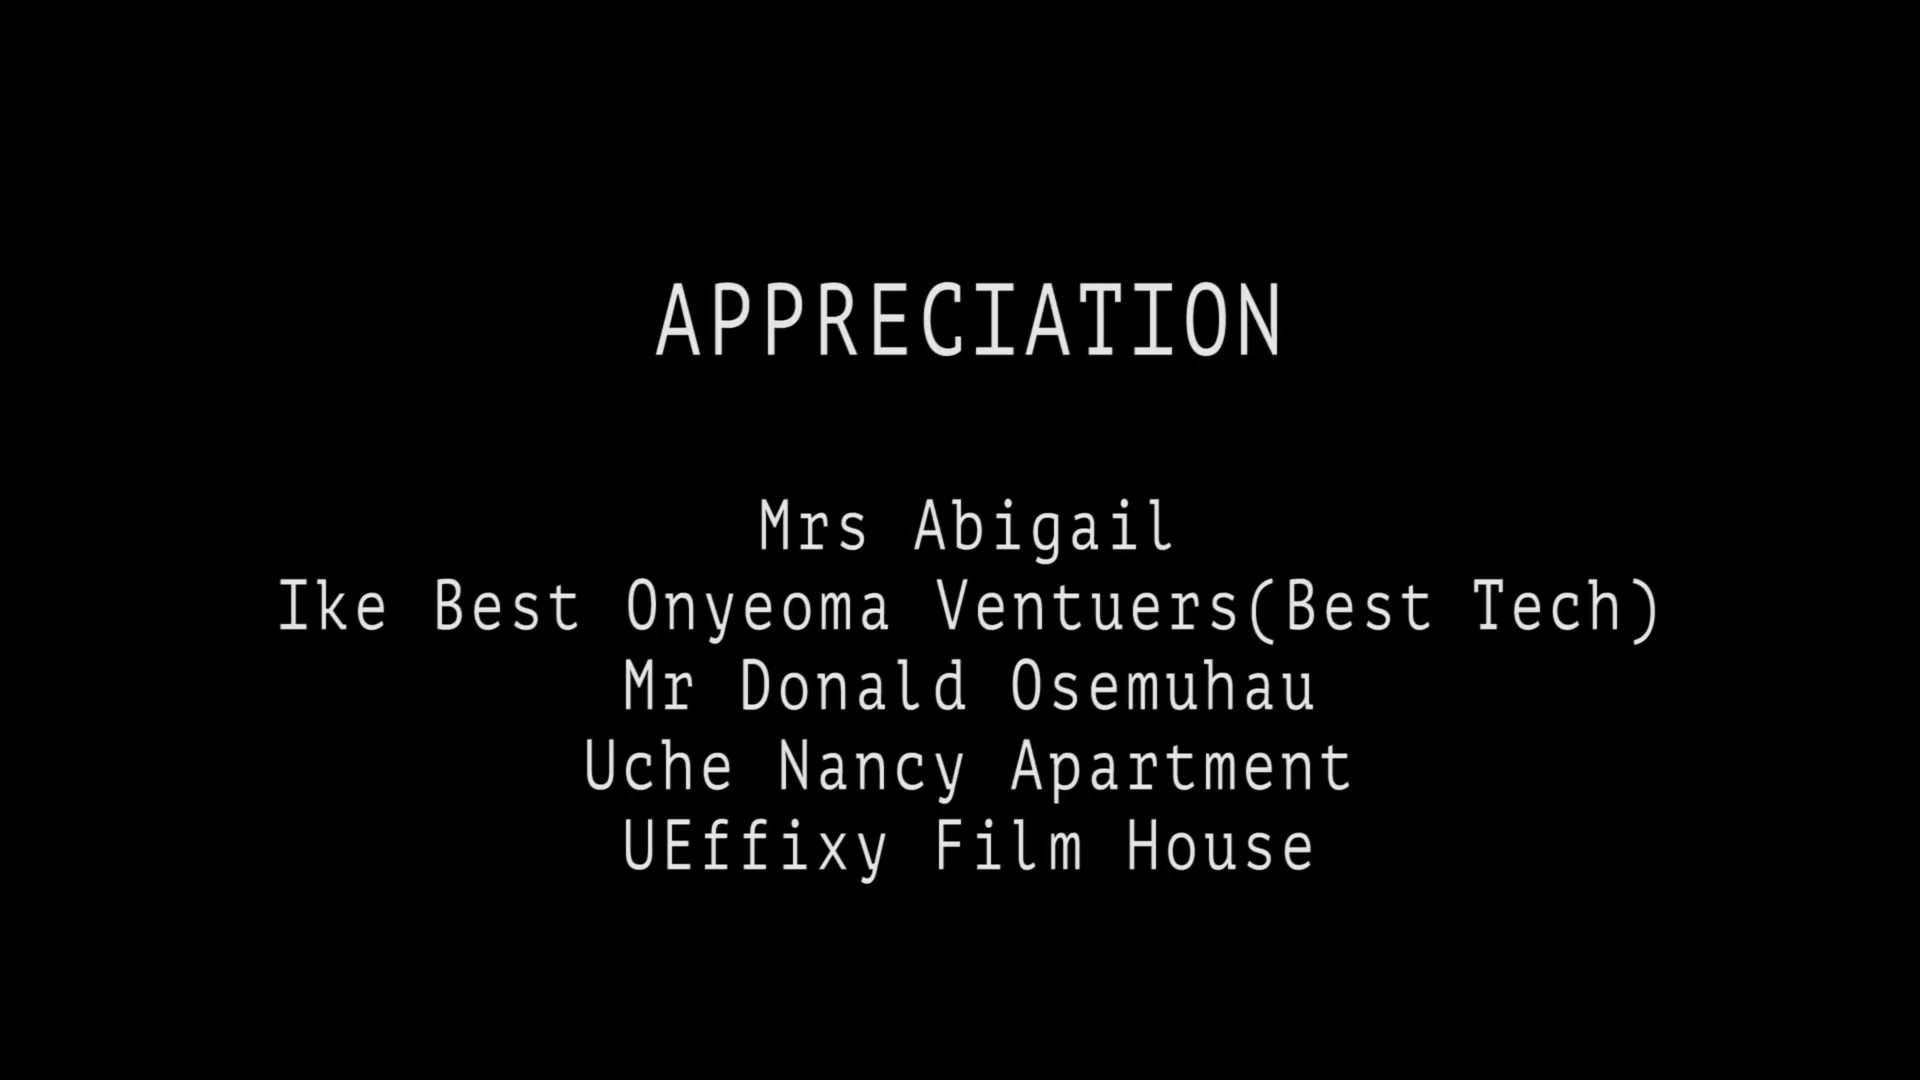 APPRECIATION
Mrs Abigail
Ike Best Onyeoma Ventuers(Best Tech)
Mr Donald Osemuhau
Uche Nancy Apartment
UEffixy Film House